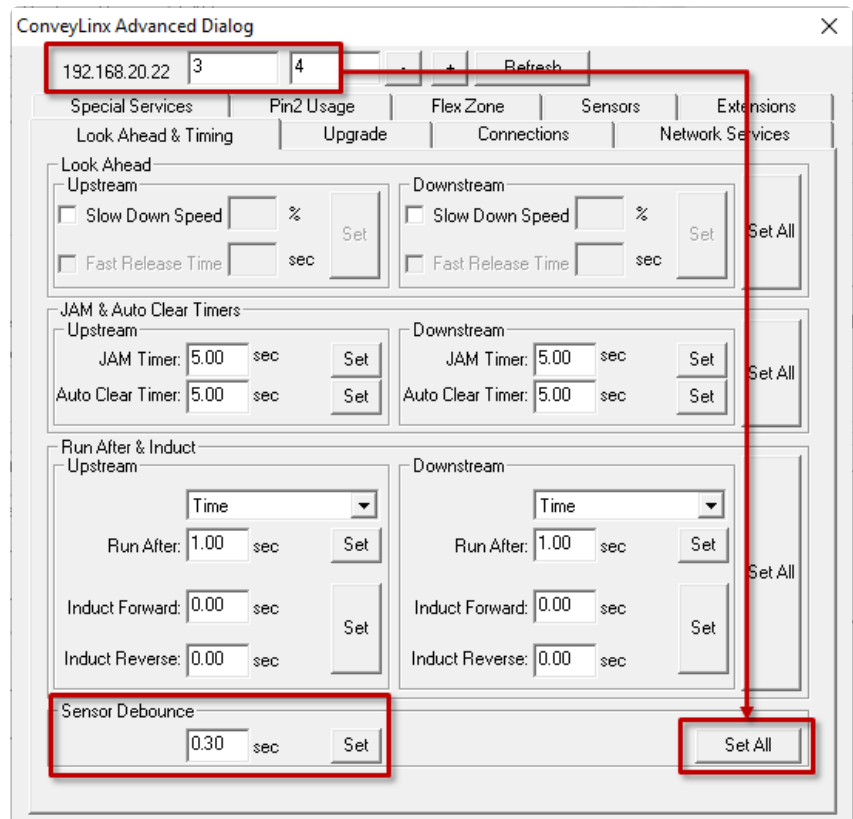 ConveyLinx Advanced Dialog
192.168.20.22 3 4 - + Refresh
Special Services Pin2 Usage Flex Zone Sensors Extensions
Look Ahead & Timing Upgrade Connections Network Services
Look Ahead
Upstream Downstream
Slow Down Speed % Set Slow Down Speed % Set Set All
Fast Release Time sec Fast Release Time sec
JAM & Auto Clear Timers
Upstream Downstream
JAM Timer: 5.00 sec Set JAM Timer: 5.00 sec Set Set All
Auto Clear Timer: 5.00 sec Set Auto Clear Timer: 5.00 sec Set
Run After & Induct
Upstream Downstream
Time Time
Run After: 1.00 sec Set Run After: 1.00 sec Set Set All
Induct Forward: 0.00 sec Set Induct Forward: 0.00 sec Set
Induct Reverse: 0.00 sec Induct Reverse: 0.00 sec
Sensor Debounce
0.30 sec Set Set All